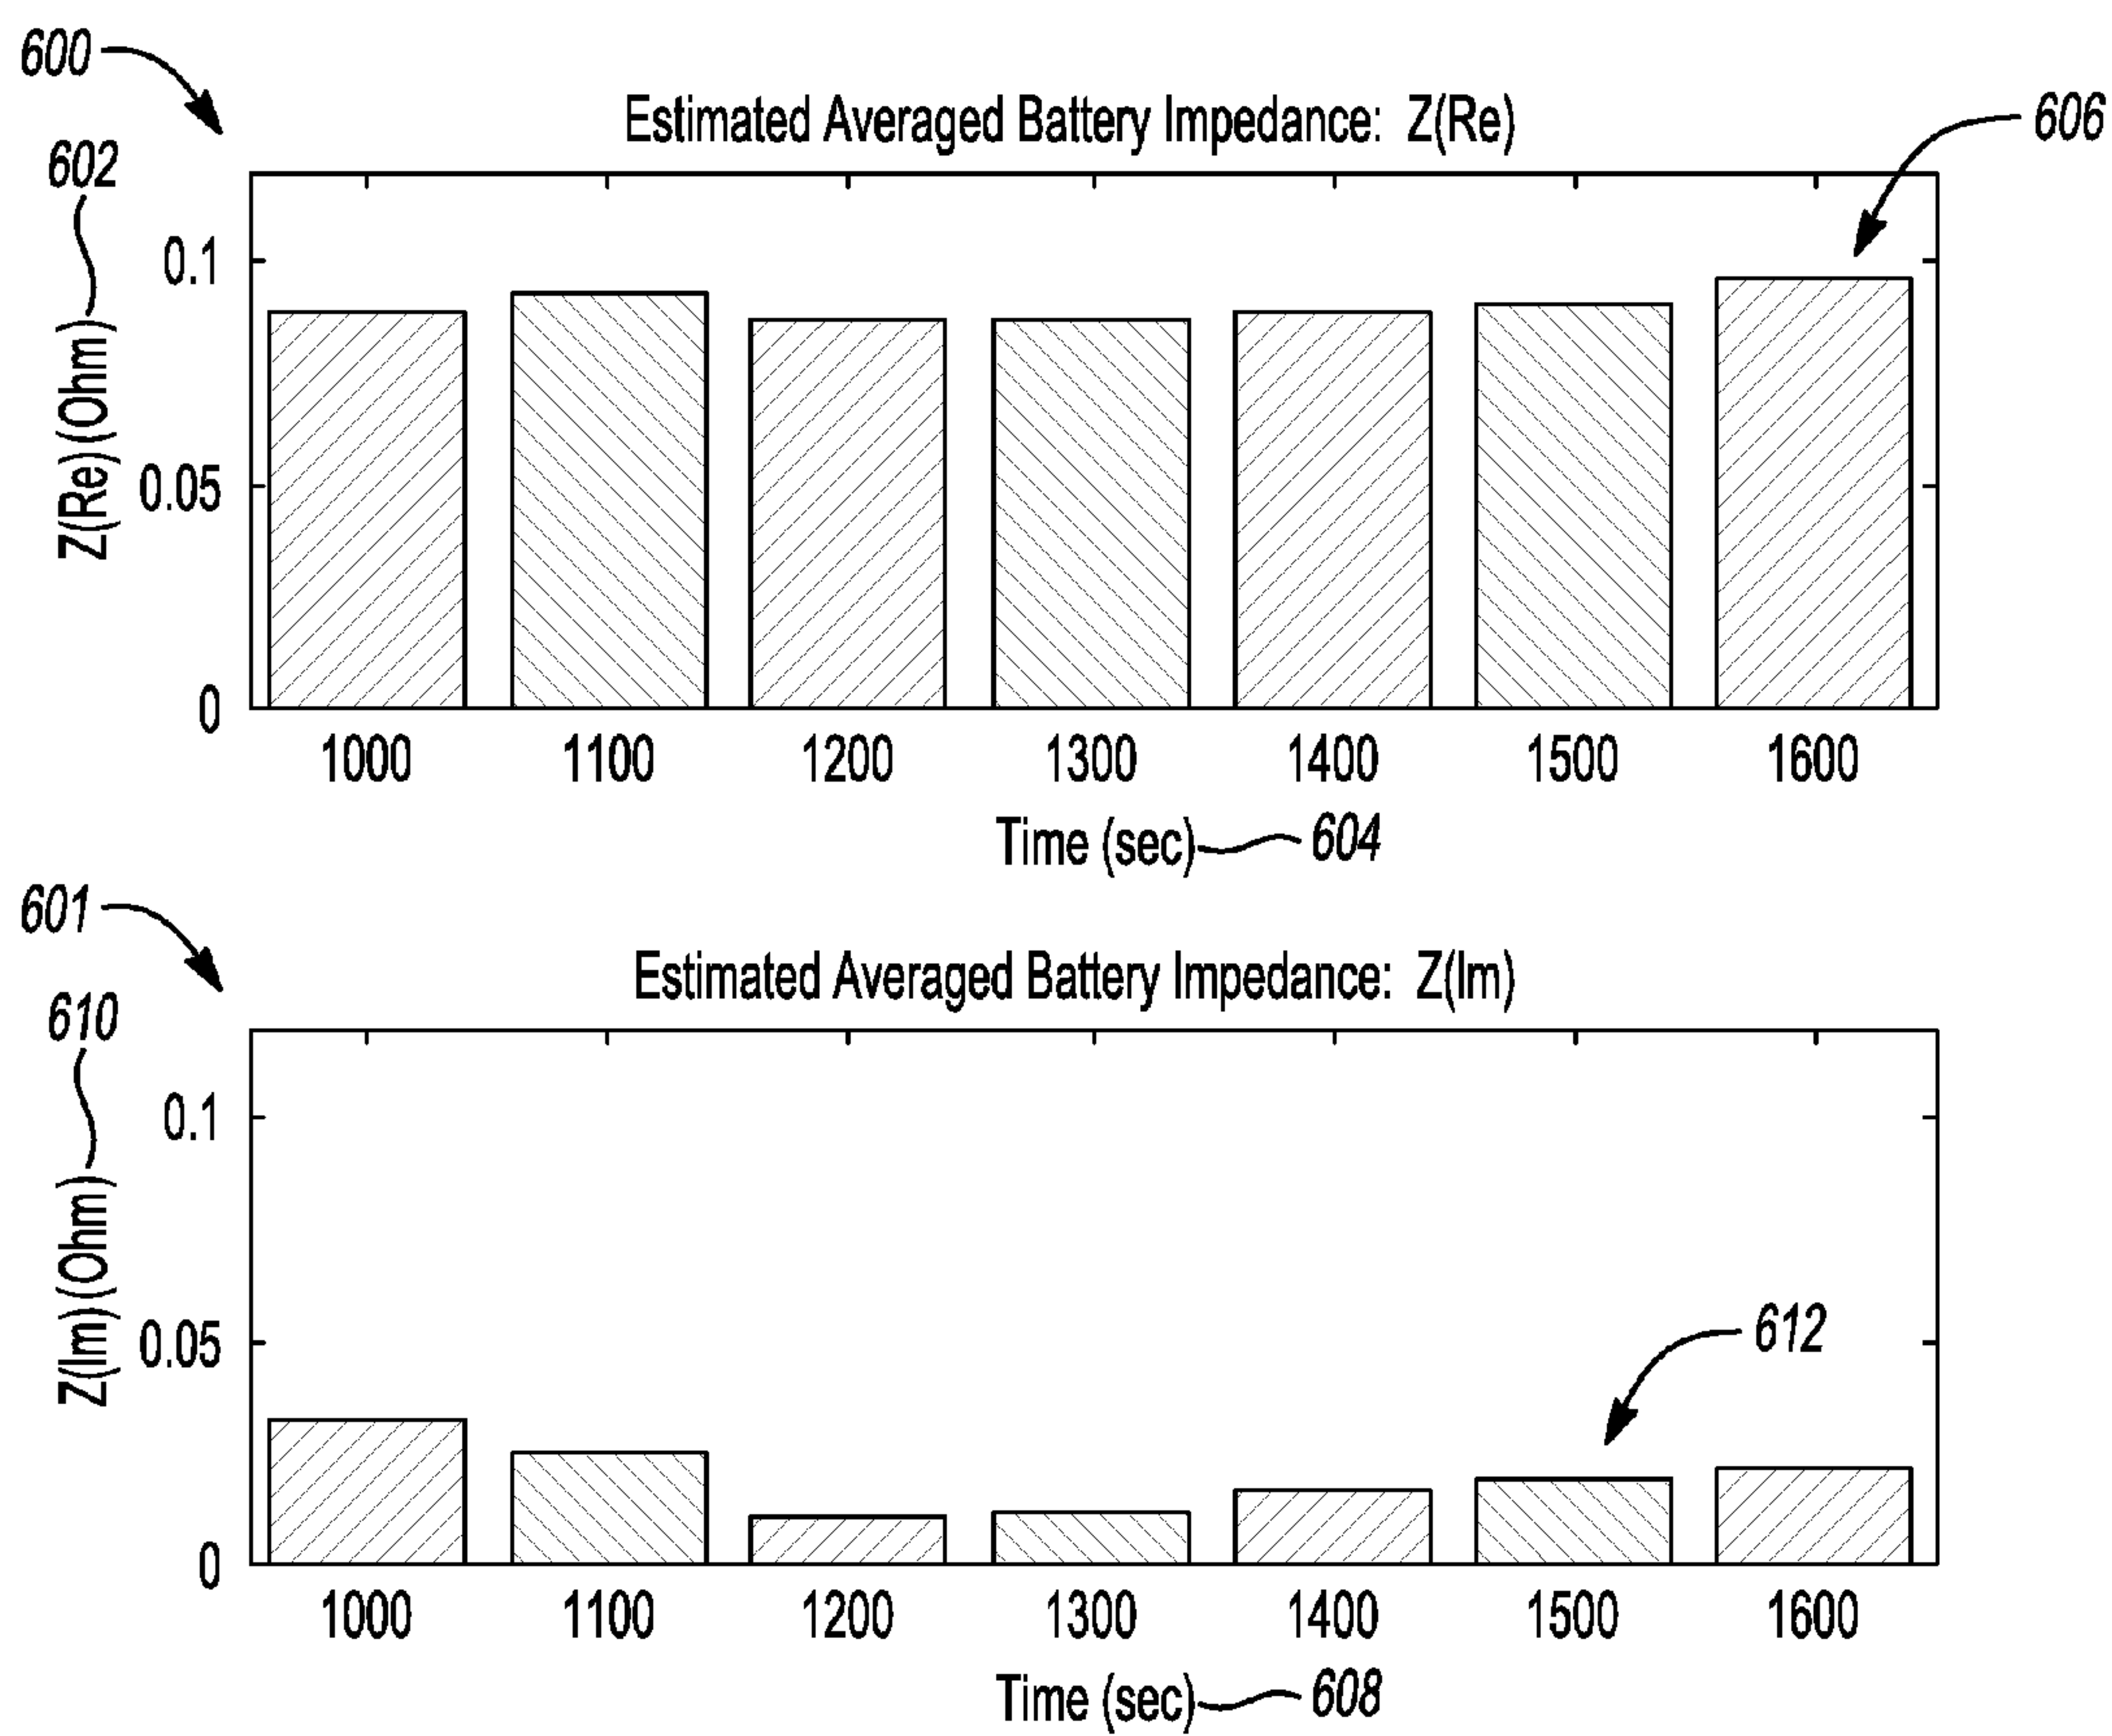 600
Estimated Averaged Battery Impedance: Z(Re)
606
602
Z(Re)(Ohm)
0.1
0.05
0
1000 1100 1200 1300 1400 1500 1600
Time (sec) 604
601
Estimated Averaged Battery Impedance: Z(Im)
610
Z(Im)(Ohm)
0.1
0.05
612
0
1000 1100 1200 1300 1400 1500 1600
Time (sec) 608